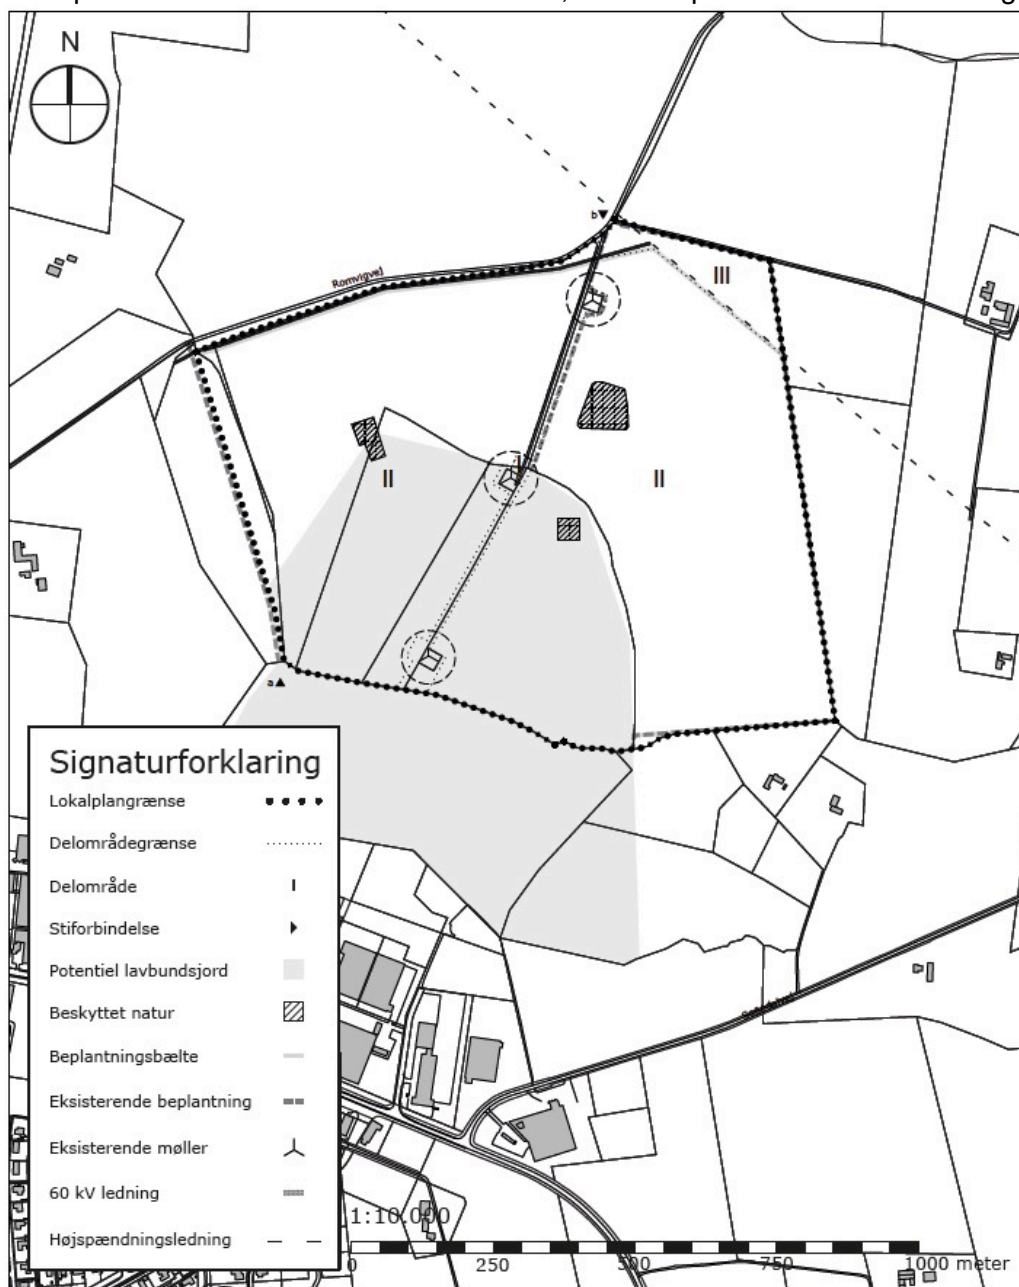 N
b
Romvigvej
III
II
I
II
a
Signaturforklaring
Lokalplangrænse
Delområdegrænse
Delområde I
Stiforbindelse
Potentiel lavbundsjord
Beskyttet natur
Beplantningsbælte
Eksisterende beplantning
Eksisterende møller
60 kV ledning
Højspændningsledning
1:10.000
0 250 500 750 1000 meter